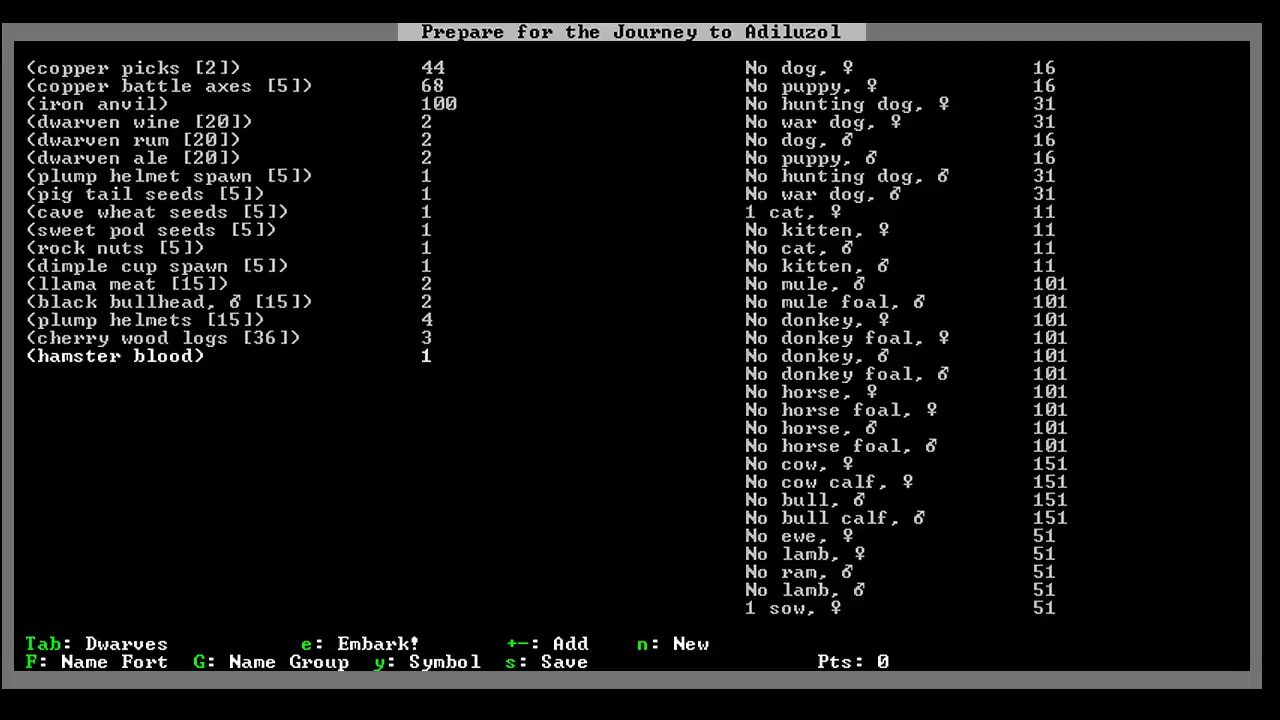 Prepare for the Journey to Adiluzol
(copper picks [2]) 44 No dog, ♀ 16
(copper battle axes [5]) 68 No puppy, ♀ 16
(iron anvil) 100 No hunting dog, ♀ 31
(dwarven wine [20]) 2 No war dog, ♀ 31
(dwarven rum [20]) 2 No dog, ♂ 16
(dwarven ale [20]) 2 No puppy, ♂ 16
(plump helmet spawn [5]) 1 No hunting dog, ♂ 31
(pig tail seeds [5]) 1 No war dog, ♂ 31
(cave wheat seeds [5]) 1 1 cat, ♀ 11
(sweet pod seeds [5]) 1 No kitten, ♀ 11
(rock nuts [5]) 1 No cat, ♂ 11
(dimple cup spawn [5]) 1 No kitten, ♂ 11
(llama meat [15]) 2 No mule, ♂ 101
(black bullhead, ♂ [15]) 2 No mule foal, ♂ 101
(plump helmets [15]) 4 No donkey, ♀ 101
(cherry wood logs [36]) 3 No donkey foal, ♀ 101
(hamster blood) 1 No donkey, ♂ 101
No donkey foal, ♂ 101
No horse, ♀ 101
No horse foal, ♀ 101
No horse, ♂ 101
No horse foal, ♂ 101
No cow, ♀ 151
No cow calf, ♀ 151
No bull, ♂ 151
No bull calf, ♂ 151
No ewe, ♀ 51
No lamb, ♀ 51
No ram, ♂ 51
No lamb, ♂ 51
1 sow, ♀ 51
Tab: Dwarves e: Embark! +-: Add n: New
F: Name Fort G: Name Group y: Symbol s: Save Pts: 0